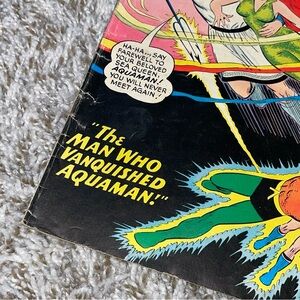 HA-HA... SAY
FAREWELL TO
YOUR BELOVED
SEA QUEEN,
AQUAMAN!
YOU WILL NEVER
MEET AGAIN!
"The
MAN WHO
VANQUISHED
AQUAMAN!"